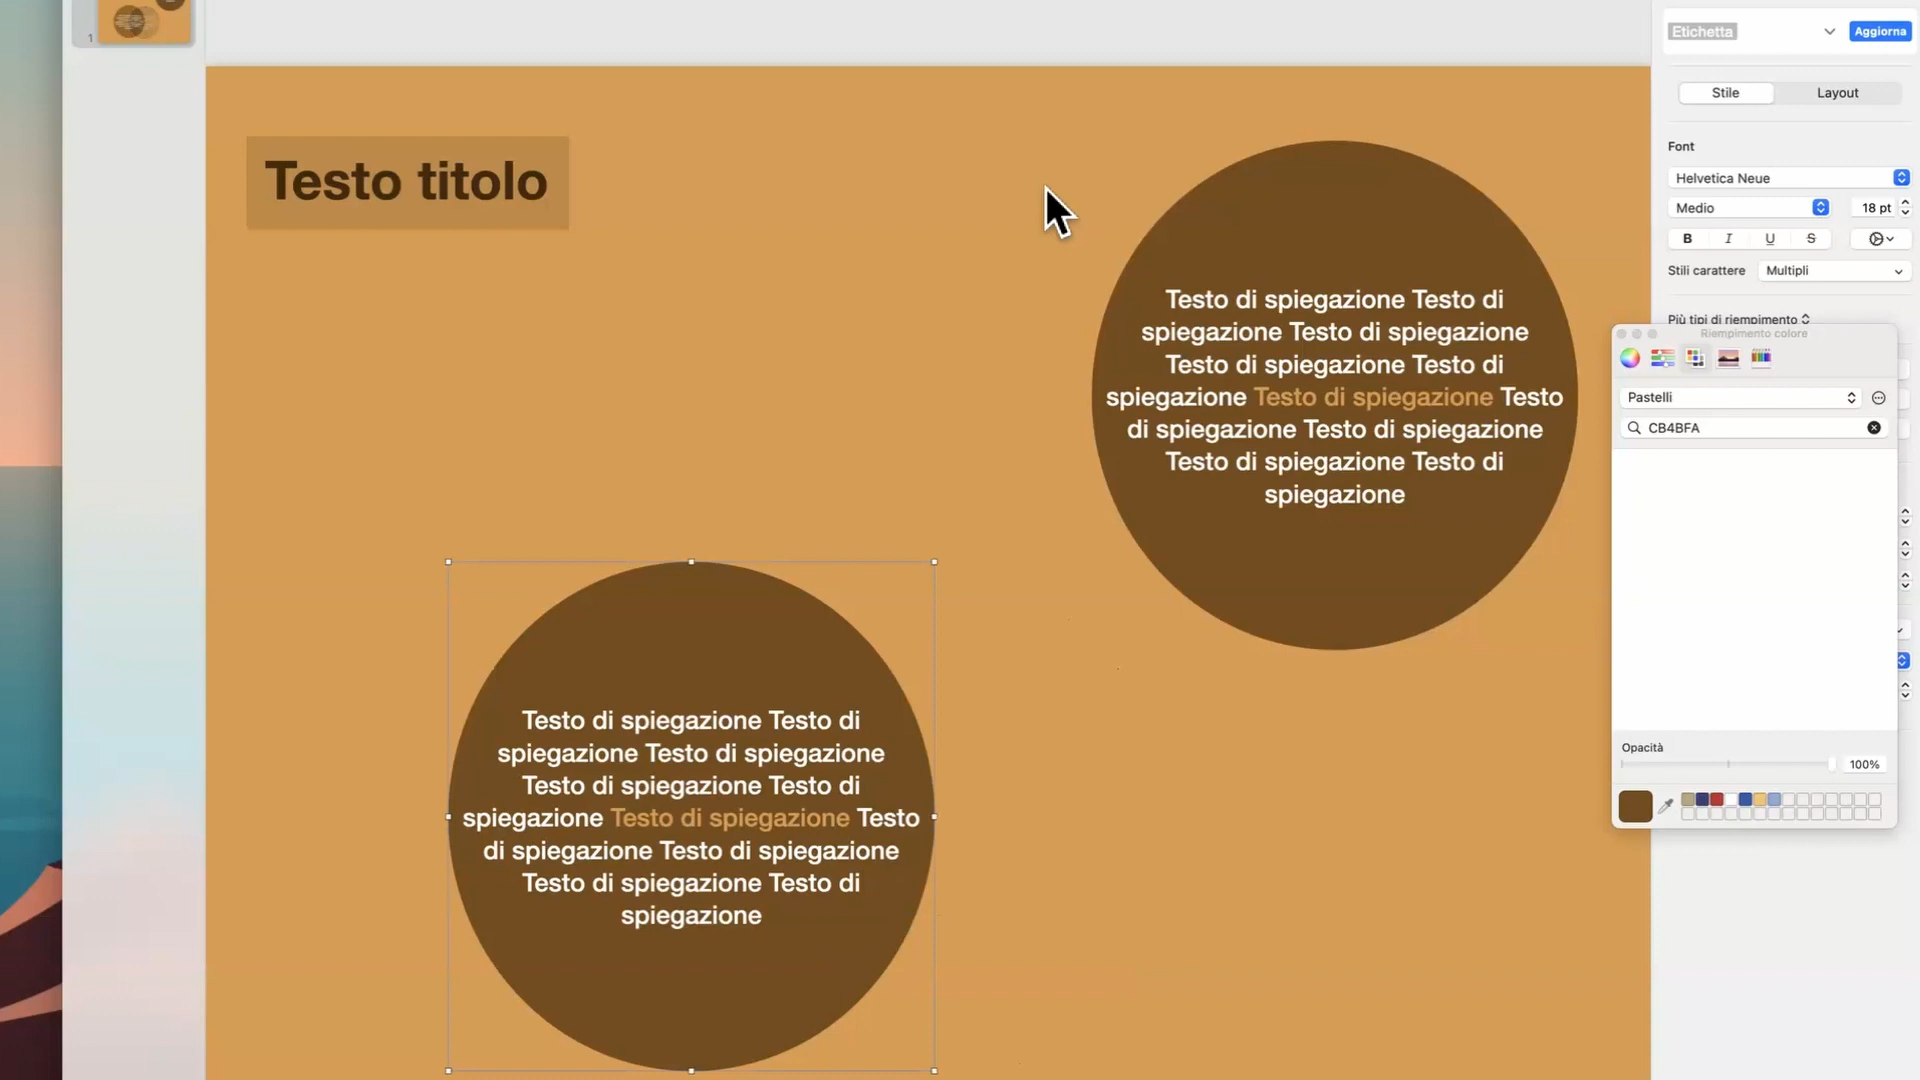 1
Testo titolo
Testo di spiegazione Testo di
spiegazione Testo di spiegazione
Testo di spiegazione Testo di
spiegazione Testo di spiegazione Testo
di spiegazione Testo di spiegazione
Testo di spiegazione Testo di
spiegazione
Testo di spiegazione Testo di
spiegazione Testo di spiegazione
Testo di spiegazione Testo di
spiegazione Testo di spiegazione Testo
di spiegazione Testo di spiegazione
Testo di spiegazione Testo di
spiegazione
Etichetta
Aggiorna
Stile Layout
Font
Helvetica Neue
Medio 18 pt
B I U S
Stili carattere Multipli
Più tipi di riempimento
Riempimento colore
Pastelli
CB4BFA
Opacità
100%